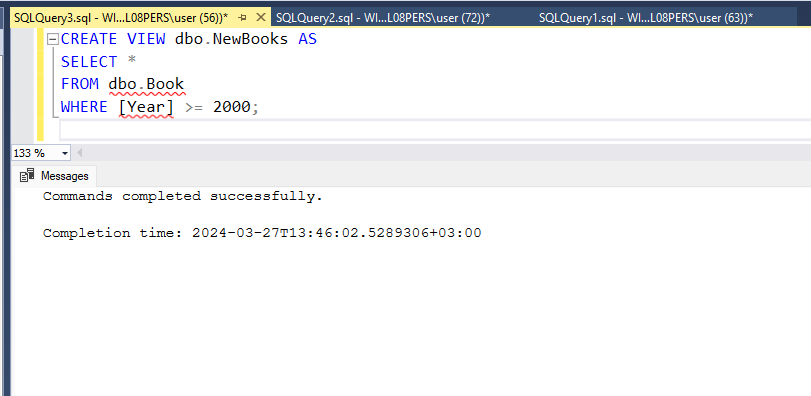 SQLQuery3.sql - WI...L08PERS\user (56))* SQLQuery2.sql - WI...L08PERS\user (72))* SQLQuery1.sql - WI...L08PERS\user (63))*
CREATE VIEW dbo.NewBooks AS
SELECT *
FROM dbo.Book
WHERE [Year] >= 2000;
133 %
Messages
Commands completed successfully.
Completion time: 2024-03-27T13:46:02.5289306+03:00